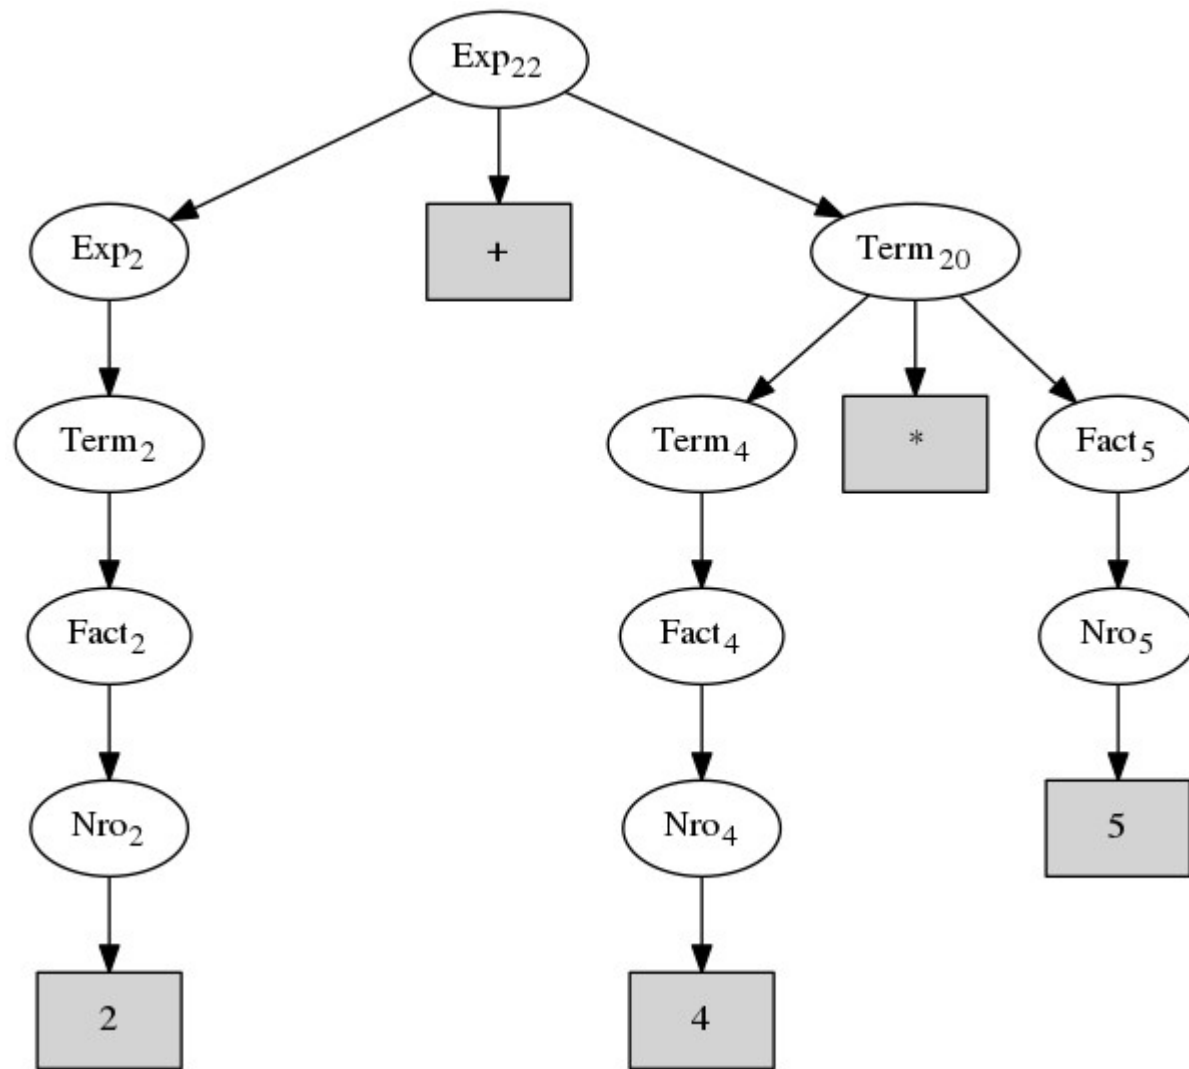 Exp22
Exp2 + Term20
Term2 Term4 * Fact5
Fact2 Fact4 Nro5
Nro2 Nro4 5
2 4